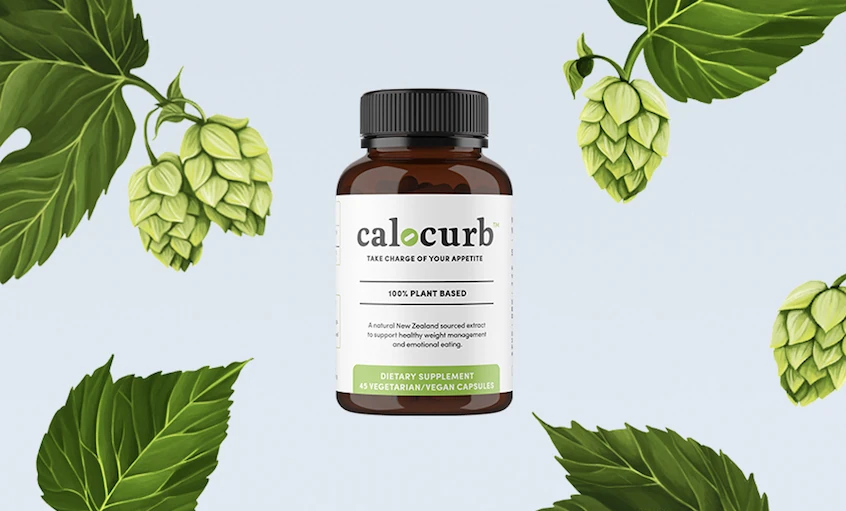 calocurb™
TAKE CHARGE OF YOUR APPETITE
100% PLANT BASED
A natural New Zealand sourced extract
to support healthy weight management
and emotional eating.
DIETARY SUPPLEMENT
45 VEGETARIAN/VEGAN CAPSULES